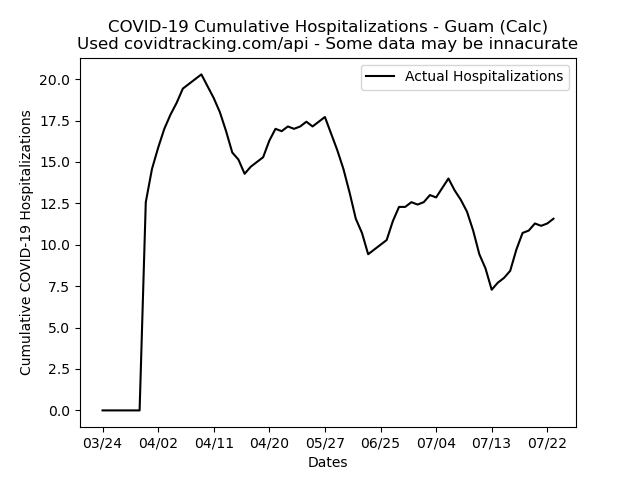 COVID-19 Cumulative Hospitalizations - Guam (Calc)
Used covidtracking.com/api - Some data may be innacurate
Actual Hospitalizations
Cumulative COVID-19 Hospitalizations
20.0
17.5
15.0
12.5
10.0
7.5
5.0
2.5
0.0
03/24 04/02 04/11 04/20 05/27 06/25 07/04 07/13 07/22
Dates